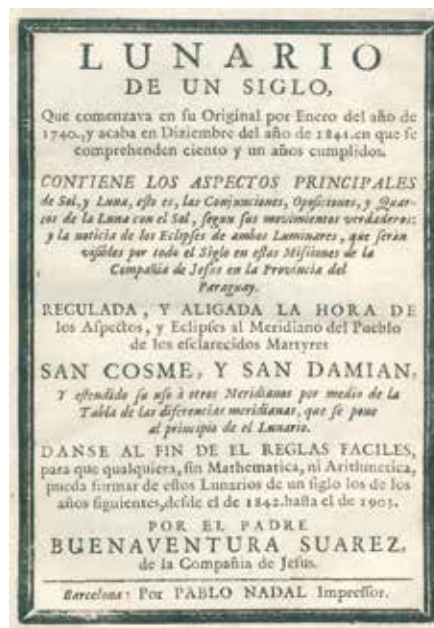 LUNARIO
DE UN SIGLO,
Que comenzava en su Original por Enero del año de
1740., y acaba en Diziembre del año de 1841. en que se
comprehenden ciento y un años cumplidos.
CONTIENE LOS ASPECTOS PRINCIPALES
de Sol, y Luna, esto es, las Conjunciones, Oposiciones, y Quar-
tos de la Luna con el Sol, segun sus movimientos verdaderos:
y la noticia de los Eclypses de ambos Luminares, que seràn
visibles por todo el Siglo en estas Missiones de la
Compañia de Jesus en la Provincia del
Paraguay.
REGULADA, Y ALIGADA LA HORA DE
los Aspectos, y Eclipses al Meridiano del Pueblo
de los esclarecidos Martyres
SAN COSME, Y SAN DAMIAN,
Y estendido su uso à otros Meridianos por medio de la
Tabla de las diferencias meridianas, que se pone
al principio de el Lunario.
DANSE AL FIN DE EL REGLAS FACILES,
para que qualquiera, sin Mathematica, ni Arithmetica,
pueda formar de estos Lunarios de un siglo los de los
años siguientes, desde el de 1842. hasta el de 1903.
POR EL PADRE
BUENAVENTURA SUAREZ,
de la Compañia de Jesus.
Barcelona: Por PABLO NADAL Impressor.